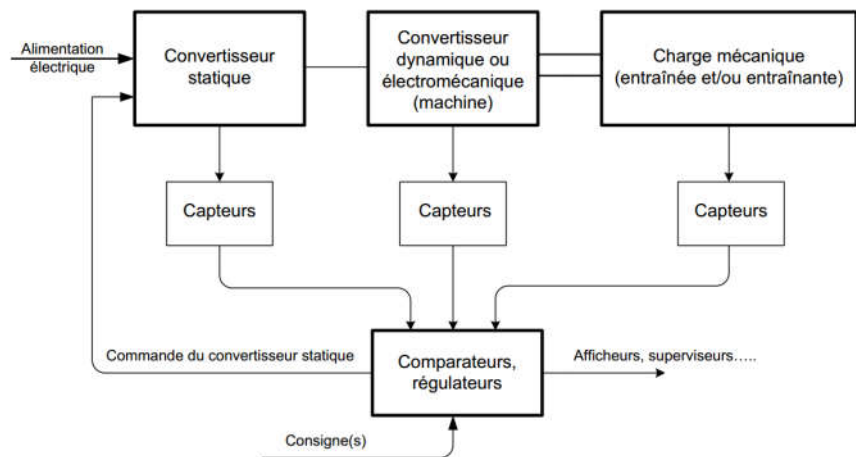 Alimentation
électrique
Convertisseur
statique
Convertisseur
dynamique ou
électromécanique
(machine)
Charge mécanique
(entraînée et/ou entraînante)
Capteurs
Capteurs
Capteurs
Commande du convertisseur statique
Comparateurs,
régulateurs
Afficheurs, superviseurs…..
Consigne(s)